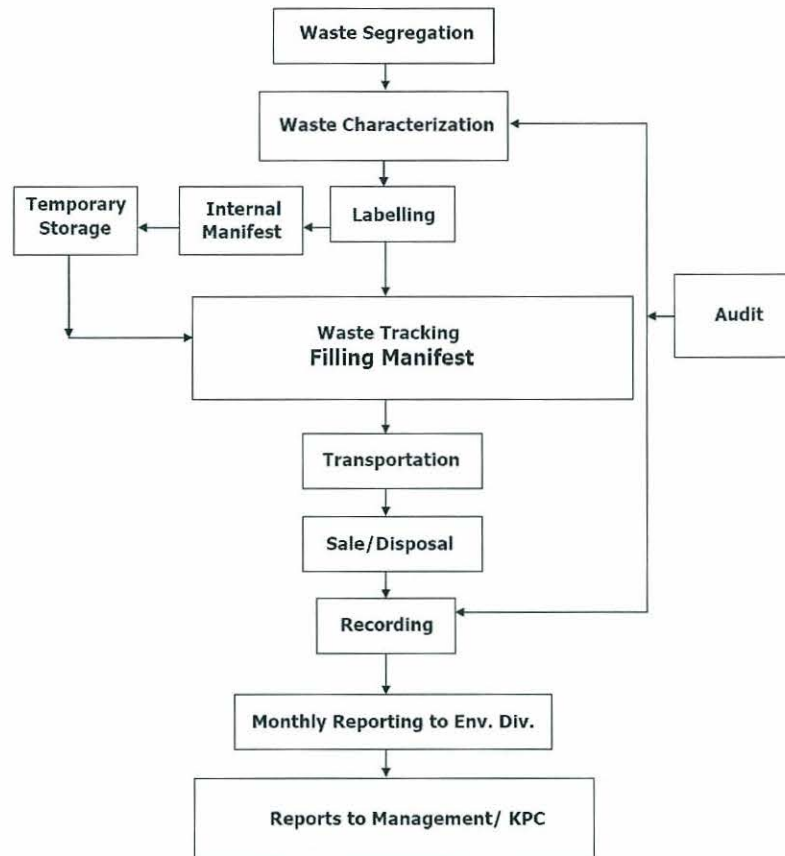 Waste Segregation
Waste Characterization
Labelling
Internal
Manifest
Temporary
Storage
Waste Tracking
Filling Manifest
Audit
Transportation
Sale/Disposal
Recording
Monthly Reporting to Env. Div.
Reports to Management/ KPC